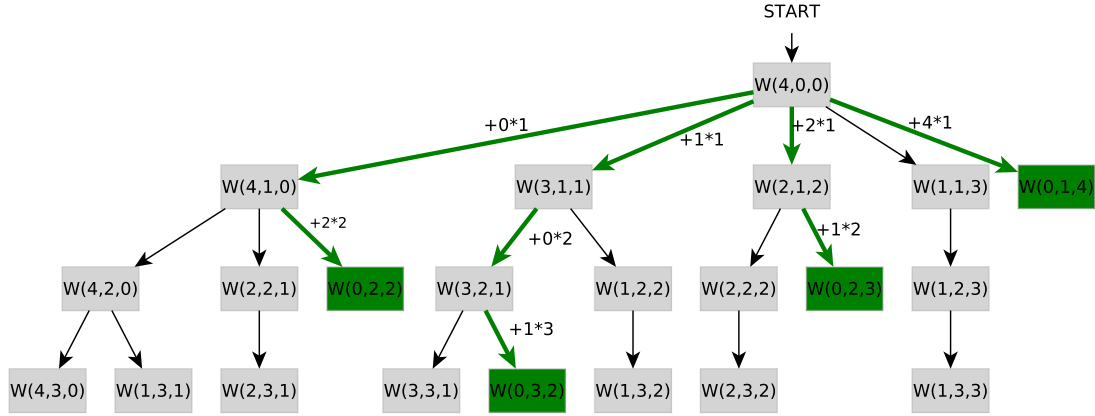 START
W(4,0,0)
+0*1
+1*1
+2*1
+4*1
W(4,1,0)
W(3,1,1)
W(2,1,2)
W(1,1,3)
W(0,1,4)
+2*2
+0*2
+1*2
W(4,2,0)
W(2,2,1)
W(0,2,2)
W(3,2,1)
W(1,2,2)
W(2,2,2)
W(0,2,3)
W(1,2,3)
+1*3
W(4,3,0)
W(1,3,1)
W(2,3,1)
W(3,3,1)
W(0,3,2)
W(1,3,2)
W(2,3,2)
W(1,3,3)